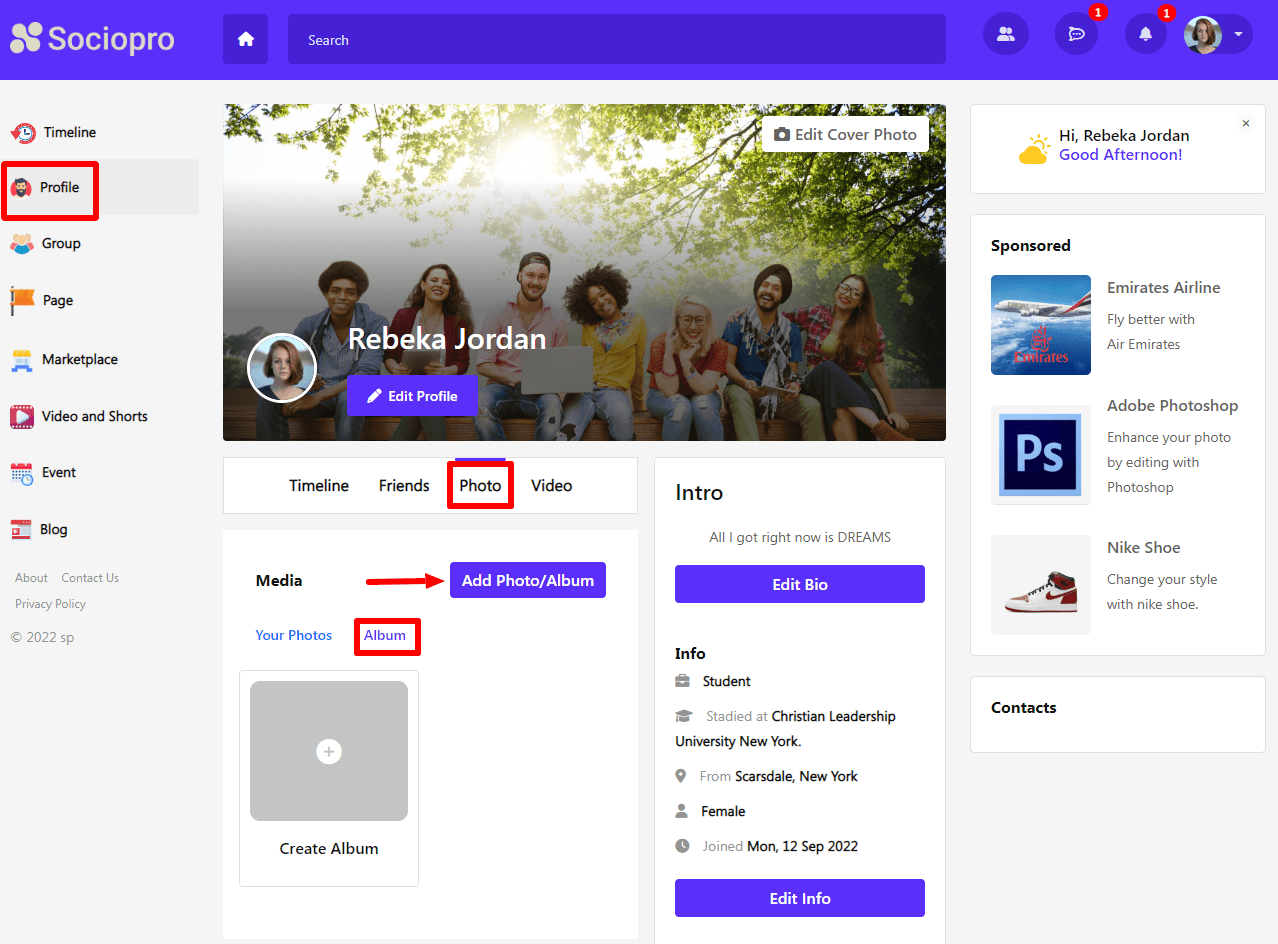 Sociopro
Search
1
1
Timeline
Profile
Group
Page
Marketplace
Video and Shorts
Event
Blog
About Contact Us
Privacy Policy
© 2022 sp
Edit Cover Photo
Rebeka Jordan
Edit Profile
Timeline Friends Photo Video
Media
Add Photo/Album
Your Photos Album
Create Album
Intro
All I got right now is DREAMS
Edit Bio
Info
Student
Stadied at Christian Leadership
University New York.
From Scarsdale, New York
Female
Joined Mon, 12 Sep 2022
Edit Info
Hi, Rebeka Jordan
×
Good Afternoon!
Sponsored
Emirates
Emirates Airline
Fly better with
Air Emirates
Ps
Adobe Photoshop
Enhance your photo
by editing with
Photoshop
Nike Shoe
Change your style
with nike shoe.
Contacts